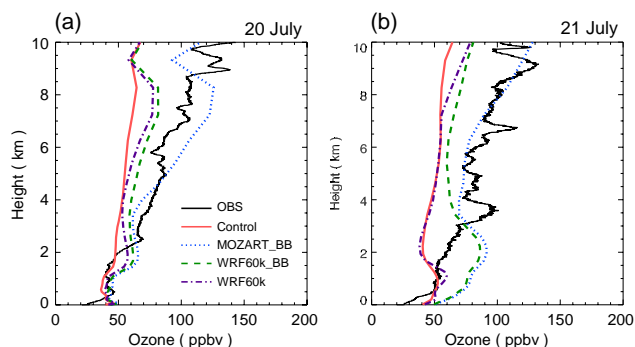 (a) 20 July
(b) 21 July
10
8
6
4
2
0
Height ( km )
OBS
Control
MOZART_BB
WRF60k_BB
WRF60k
0 50 100 150 200
Ozone ( ppbv )
10
8
6
4
2
0
Height ( km )
0 50 100 150 200
Ozone ( ppbv )